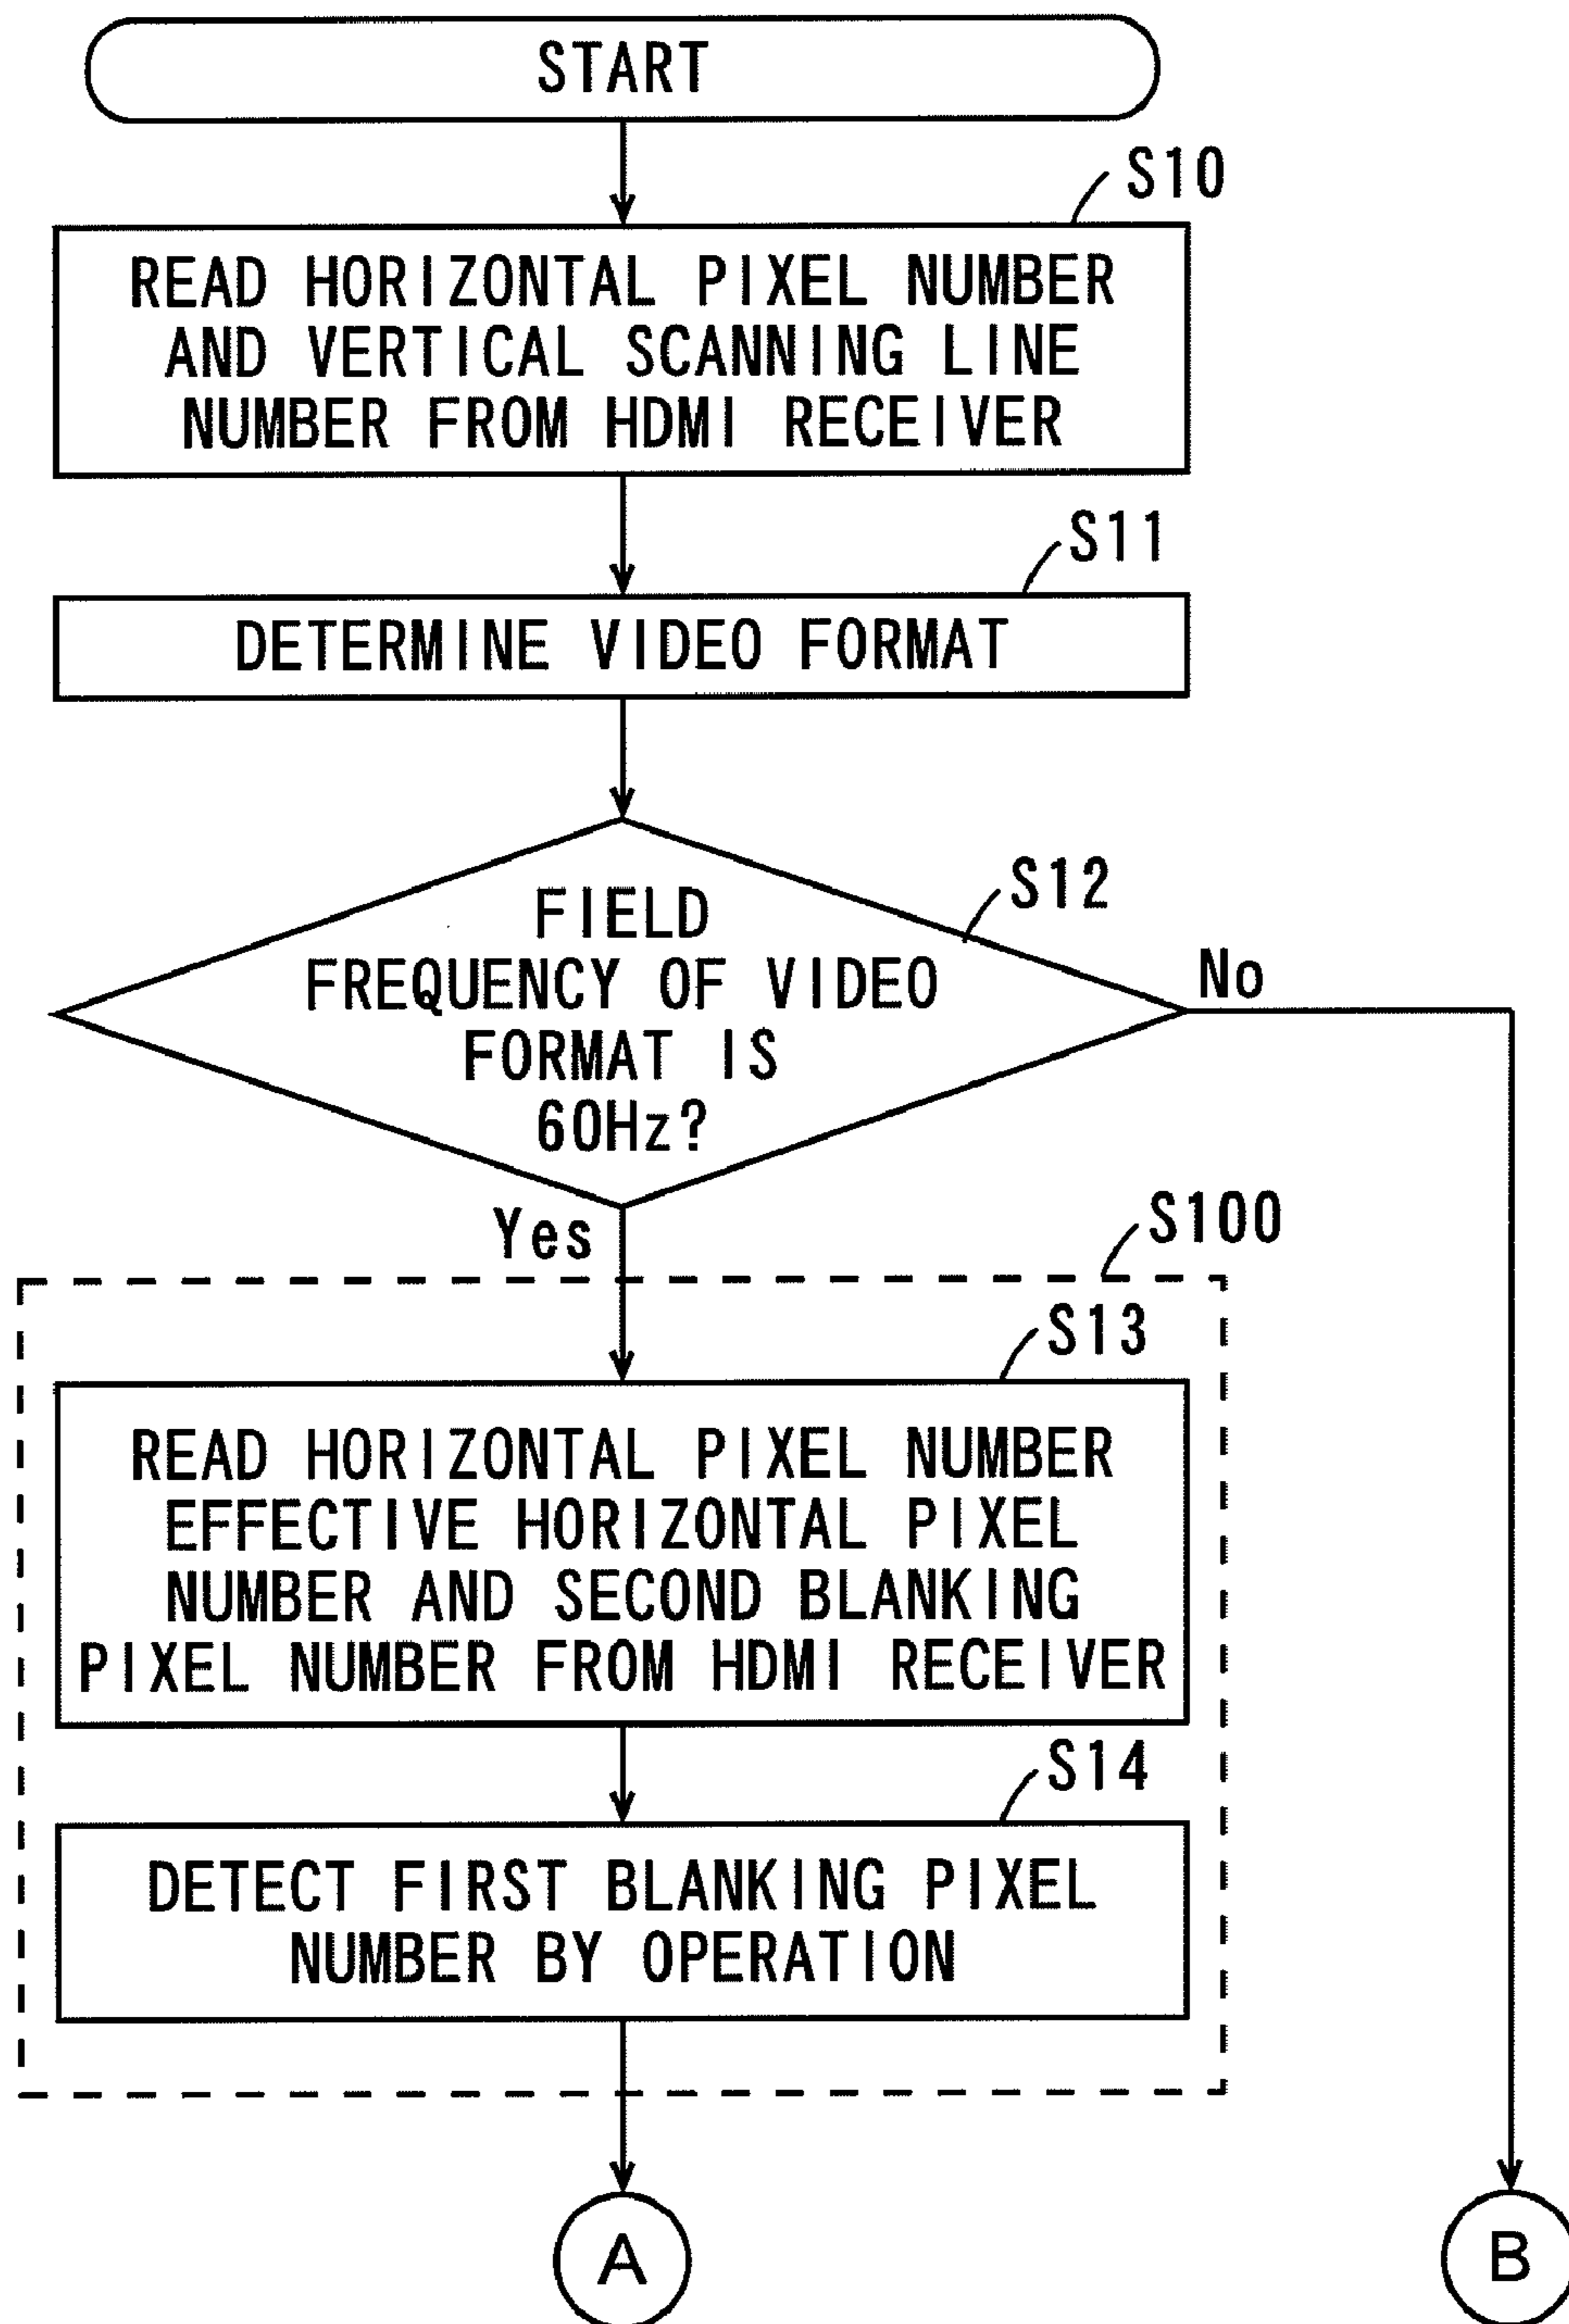 START
S10
READ HORIZONTAL PIXEL NUMBER
AND VERTICAL SCANNING LINE
NUMBER FROM HDMI RECEIVER
S11
DETERMINE VIDEO FORMAT
S12
FIELD
FREQUENCY OF VIDEO
FORMAT IS
60Hz?
No
Yes
S100
S13
READ HORIZONTAL PIXEL NUMBER
EFFECTIVE HORIZONTAL PIXEL
NUMBER AND SECOND BLANKING
PIXEL NUMBER FROM HDMI RECEIVER
S14
DETECT FIRST BLANKING PIXEL
NUMBER BY OPERATION
A
B